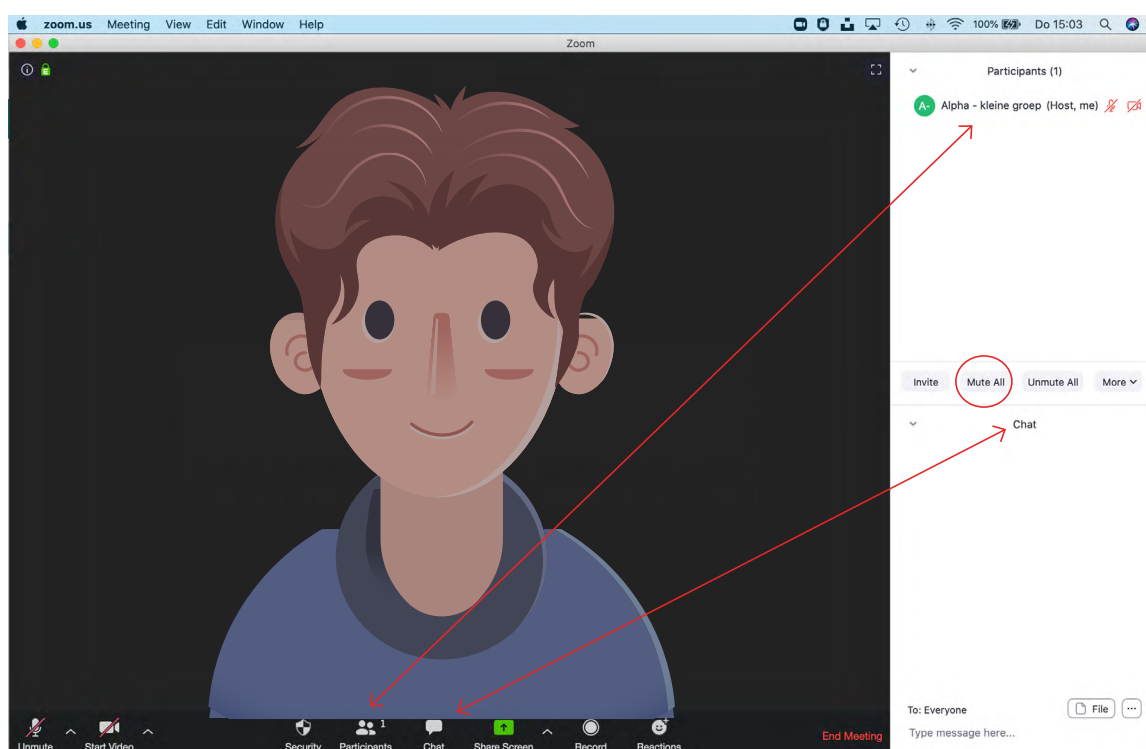 zoom.us Meeting View Edit Window Help 100% Do 15:03
Zoom
Participants (1)
A- Alpha - kleine groep (Host, me)
Invite Mute All Unmute All More
Chat
To: Everyone File
Type message here...
1
Unmute Start Video Security Participants Chat Share Screen Record Reactions End Meeting